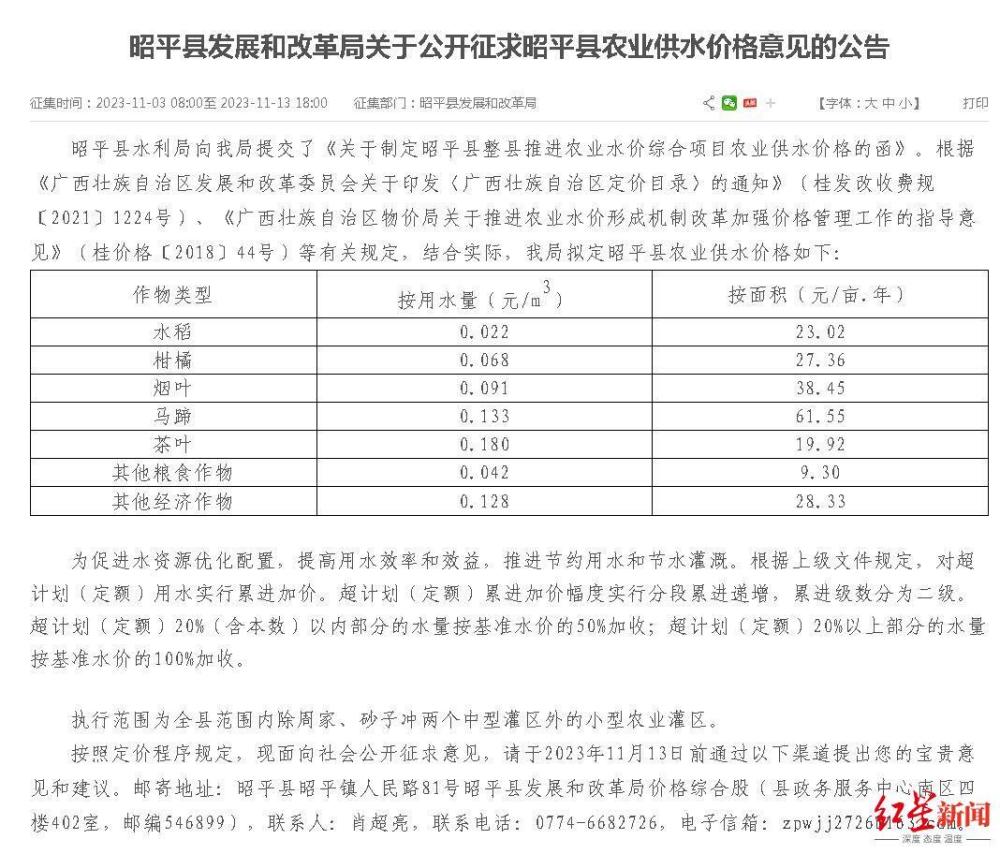 昭平县发展和改革局关于公开征求昭平县农业供水价格意见的公告
征集时间：2023-11-03 08:00至 2023-11-13 18:00 征集部门：昭平县发展和改革局 【字体：大 中 小】 打印
昭平县水利局向我局提交了《关于制定昭平县整县推进农业水价综合项目农业供水价格的函》。根据
《广西壮族自治区发展和改革委员会关于印发〈广西壮族自治区定价目录〉的通知》（桂发改收费规
〔2021〕1224号）、《广西壮族自治区物价局关于推进农业水价形成机制改革加强价格管理工作的指导意
见》（桂价格〔2018〕44号）等有关规定，结合实际，我局拟定昭平县农业供水价格如下：
作物类型 按用水量（元/m³） 按面积（元/亩.年）
水稻 0.022 23.02
柑橘 0.068 27.36
烟叶 0.091 38.45
马蹄 0.133 61.55
茶叶 0.180 19.92
其他粮食作物 0.042 9.30
其他经济作物 0.128 28.33
为促进水资源优化配置，提高用水效率和效益，推进节约用水和节水灌溉。根据上级文件规定，对超
计划（定额）用水实行累进加价。超计划（定额）累进加价幅度实行分段累进递增，累进级数分为二级。
超计划（定额）20%（含本数）以内部分的水量按基准水价的50%加收；超计划（定额）20%以上部分的水量
按基准水价的100%加收。
执行范围为全县范围内除周家、砂子冲两个中型灌区外的小型农业灌区。
按照定价程序规定，现面向社会公开征求意见，请于2023年11月13日前通过以下渠道提出您的宝贵意
见和建议。邮寄地址：昭平县昭平镇人民路81号昭平县发展和改革局价格综合股（县政务服务中心南区四
楼402室，邮编546899），联系人：肖超亮，联系电话：0774-6682726，电子信箱：
红星新闻
深度 态度 温度